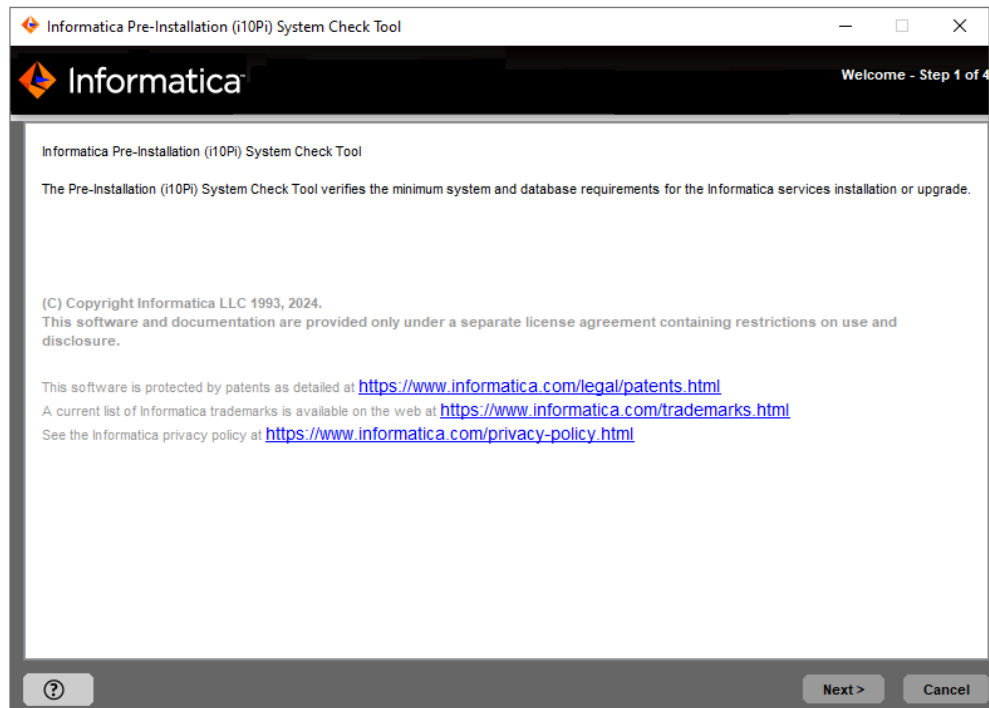 Informatica Pre-Installation (i10Pi) System Check Tool
Informatica
Welcome - Step 1 of 4
Informatica Pre-Installation (i10Pi) System Check Tool
The Pre-Installation (i10Pi) System Check Tool verifies the minimum system and database requirements for the Informatica services installation or upgrade.
(C) Copyright Informatica LLC 1993, 2024.
This software and documentation are provided only under a separate license agreement containing restrictions on use and
disclosure.
This software is protected by patents as detailed at https://www.informatica.com/legal/patents.html
A current list of Informatica trademarks is available on the web at https://www.informatica.com/trademarks.html
See the Informatica privacy policy at https://www.informatica.com/privacy-policy.html
?
Next >
Cancel